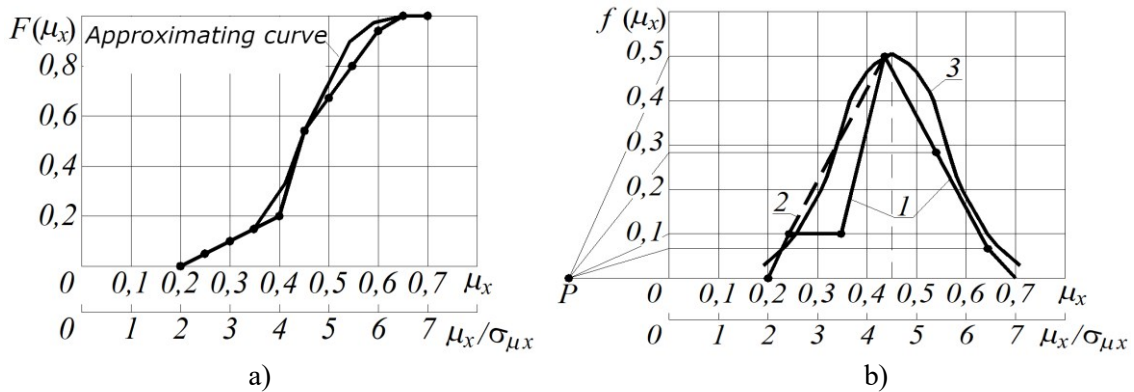 F(μₓ)
Approximating curve
0,8
0,6
0,4
0,2
0 0,1 0,2 0,3 0,4 0,5 0,6 0,7 μₓ
0 1 2 3 4 5 6 7 μₓ/σμₓ
a)
f(μₓ)
0,5
0,4
0,3
0,2
0,1
3
2
1
P 0 0,1 0,2 0,3 0,4 0,5 0,6 0,7 μₓ
0 1 2 3 4 5 6 7 μₓ/σμₓ
b)